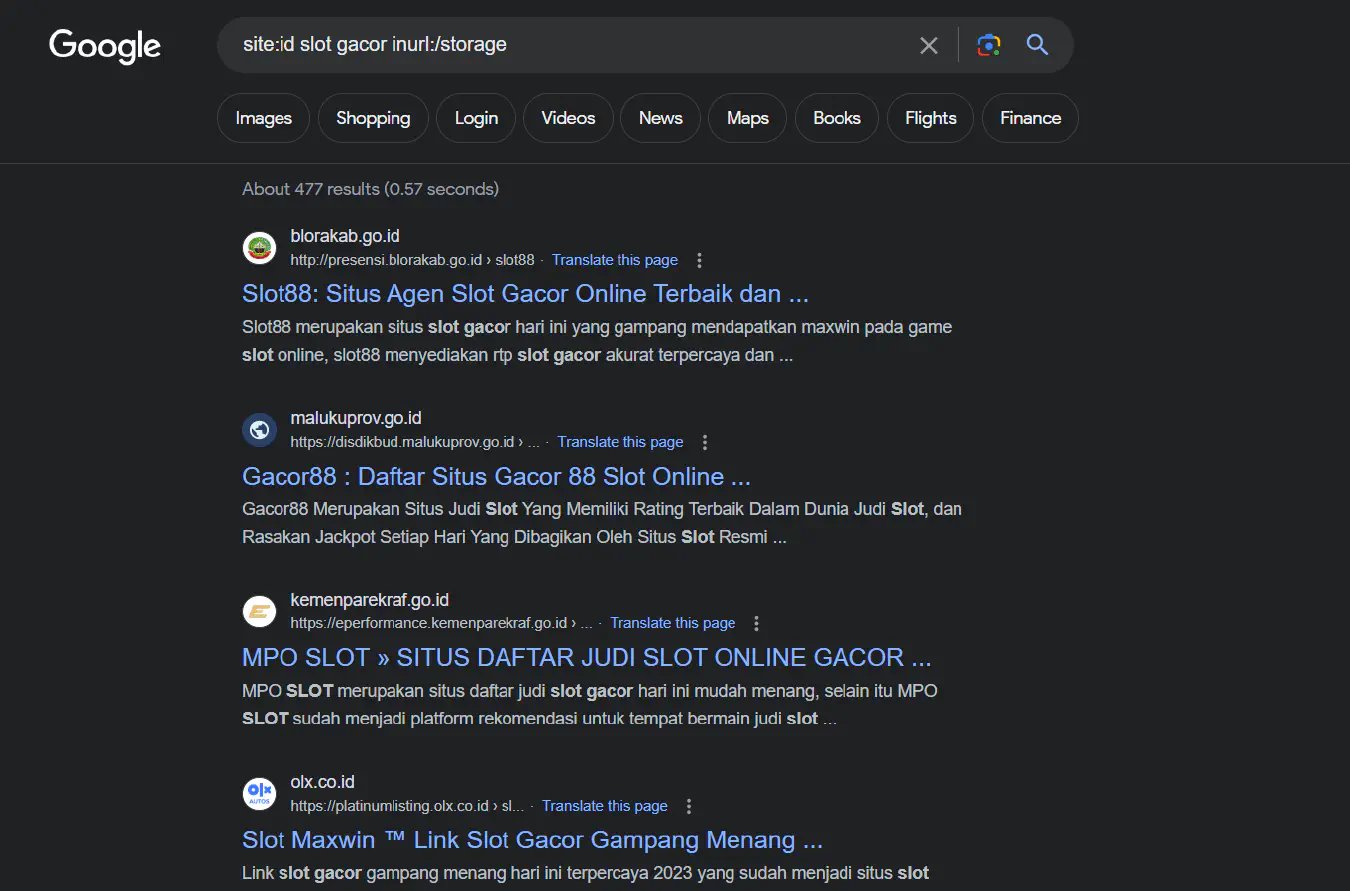 Google
site:id slot gacor inurl:/storage
Images Shopping Login Videos News Maps Books Flights Finance
About 477 results (0.57 seconds)
blorakab.go.id
http://presensi.blorakab.go.id › slot88 · Translate this page
Slot88: Situs Agen Slot Gacor Online Terbaik dan ...
Slot88 merupakan situs slot gacor hari ini yang gampang mendapatkan maxwin pada game
slot online, slot88 menyediakan rtp slot gacor akurat terpercaya dan ...
malukuprov.go.id
https://disdikbud.malukuprov.go.id › ... · Translate this page
Gacor88 : Daftar Situs Gacor 88 Slot Online ...
Gacor88 Merupakan Situs Judi Slot Yang Memiliki Rating Terbaik Dalam Dunia Judi Slot, dan
Rasakan Jackpot Setiap Hari Yang Dibagikan Oleh Situs Slot Resmi ...
kemenparekraf.go.id
https://eperformance.kemenparekraf.go.id › ... · Translate this page
MPO SLOT » SITUS DAFTAR JUDI SLOT ONLINE GACOR ...
MPO SLOT merupakan situs daftar judi slot gacor hari ini mudah menang, selain itu MPO
SLOT sudah menjadi platform rekomendasi untuk tempat bermain judi slot ...
olx.co.id
olx
AUTOS
https://platinumlisting.olx.co.id › sl... · Translate this page
Slot Maxwin ™ Link Slot Gacor Gampang Menang ...
Link slot gacor gampang menang hari ini terpercaya 2023 yang sudah menjadi situs slot